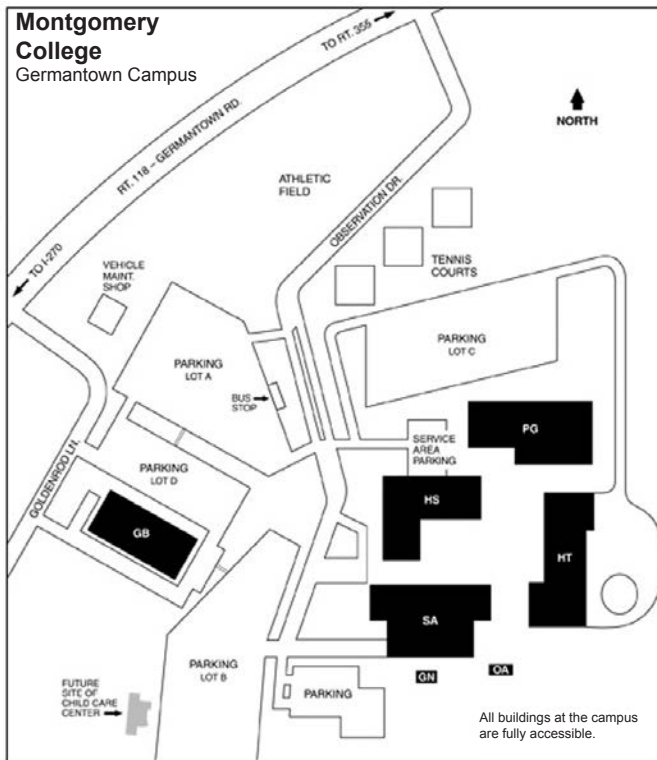 Montgomery
College
Germantown Campus
TO RT. 355
RT. 118 – GERMANTOWN RD.
NORTH
ATHLETIC
FIELD
OBSERVATION DR.
TO I-270
VEHICLE
MAINT.
SHOP
TENNIS
COURTS
PARKING
LOT A
PARKING
LOT C
BUS
STOP
PG
SERVICE
AREA
PARKING
GOLDENROD LN.
PARKING
LOT D
HS
GB
HT
SA
PARKING
LOT B
GN
OA
FUTURE
SITE OF
CHILD CARE
CENTER
PARKING
All buildings at the campus
are fully accessible.